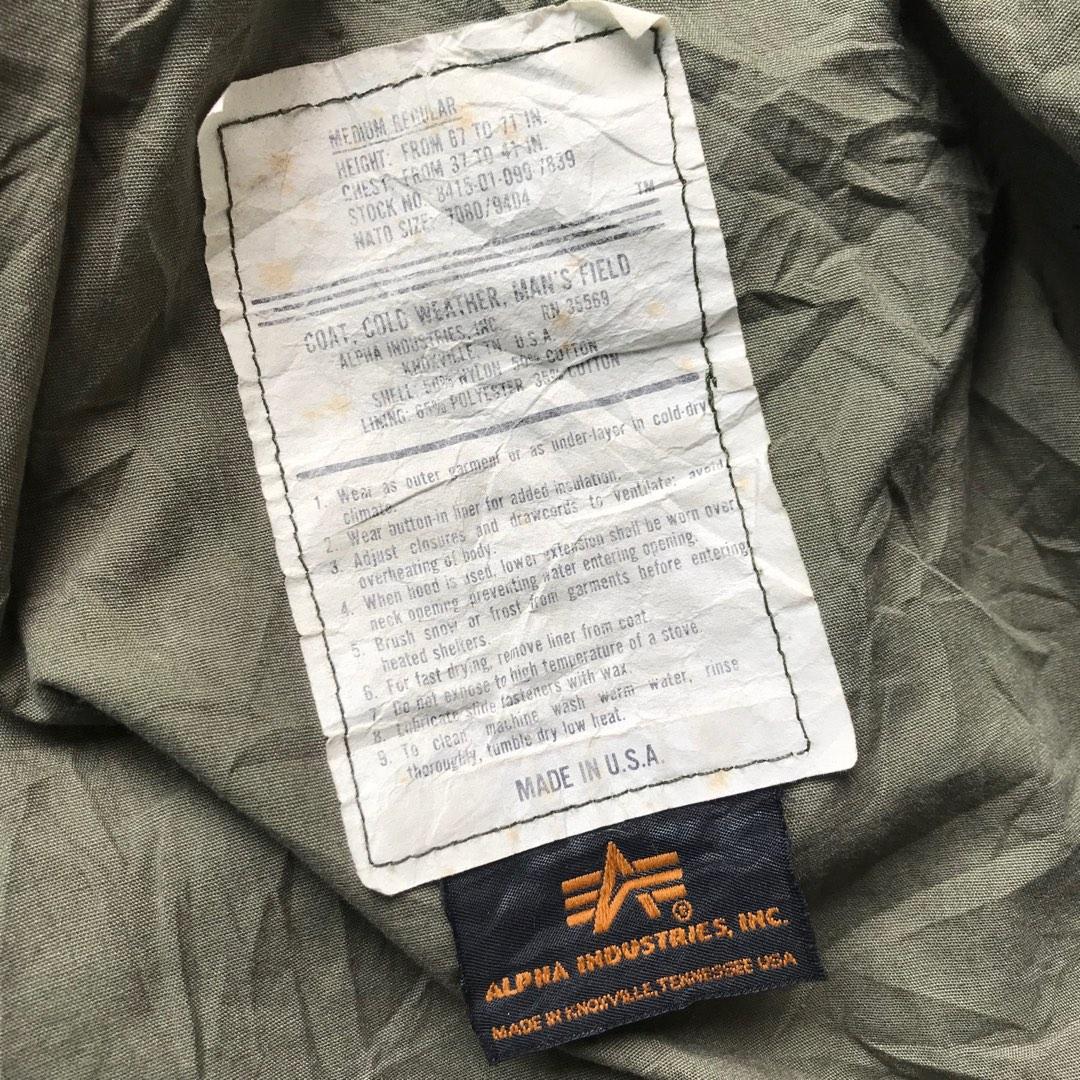 MEDIUM REGULAR
HEIGHT: FROM 67 TO 71 IN.
CHEST: FROM 37 TO 41 IN.
STOCK NO. 8415-01-090-7839
NATO SIZE: 7080/9404
TM
COAT, COLD WEATHER, MAN'S FIELD
ALPHA INDUSTRIES, INC. RN 35569
KNOXVILLE, TN. U.S.A.
SHELL: 50% NYLON 50% COTTON
LINING: 65% POLYESTER 35% COTTON
1. Wear as outer garment or as under-layer in cold-dry
climate.
2. Wear button-in liner for added insulation.
3. Adjust closures and drawcords to ventilate; avoid
overheating of body.
4. When hood is used, lower extension shall be worn over
neck opening preventing water entering opening.
5. Brush snow or frost from garments before entering
heated shelters.
6. For fast drying, remove liner from coat.
7. Do not expose to high temperature of a stove.
8. Lubricate slide fasteners with wax.
9. To clean, machine wash warm water, rinse
thoroughly, tumble dry low heat.
MADE IN U.S.A.
®
ALPHA INDUSTRIES, INC.
MADE IN KNOXVILLE, TENNESSEE USA